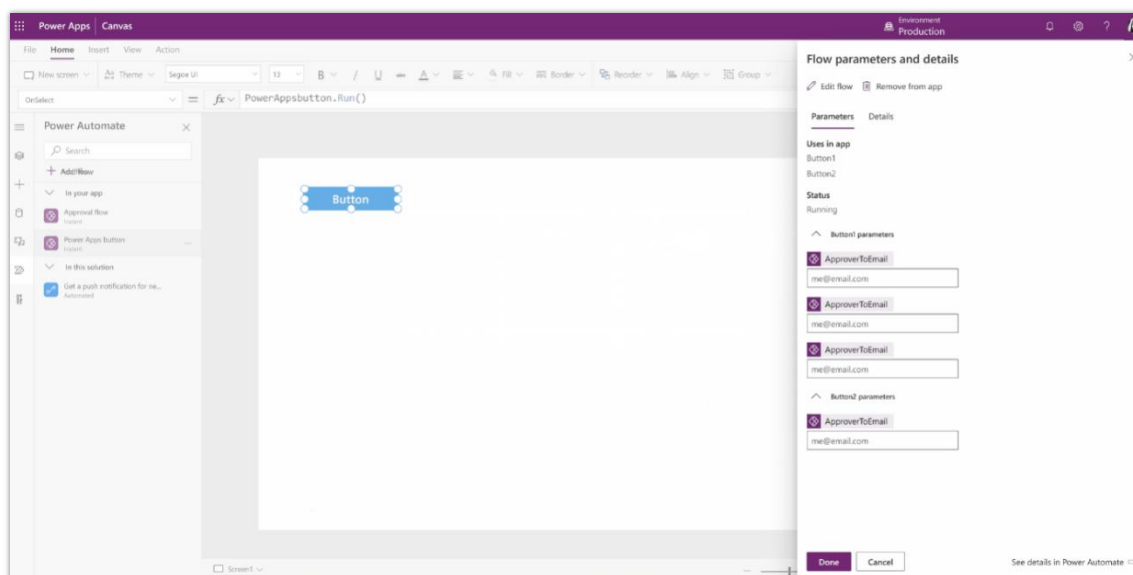 Power Apps | Canvas
Environment
Production
?
File Home Insert View Action
New screen Theme Segoe UI 13 B / U A Fill Border Reorder Align Group
OnSelect = fx PowerAppsbutton.Run()
Power Automate
Search
Add flow
In your app
Approval flow
Instant
Power Apps button
Instant
...
In this solution
Get a push notification for ne...
Automated
Button
Screen1
Flow parameters and details
Edit flow Remove from app
Parameters Details
Uses in app
Button1
Button2
Status
Running
Button1 parameters
ApproverToEmail
me@email.com
ApproverToEmail
me@email.com
ApproverToEmail
me@email.com
Button2 parameters
ApproverToEmail
me@email.com
Done Cancel See details in Power Automate